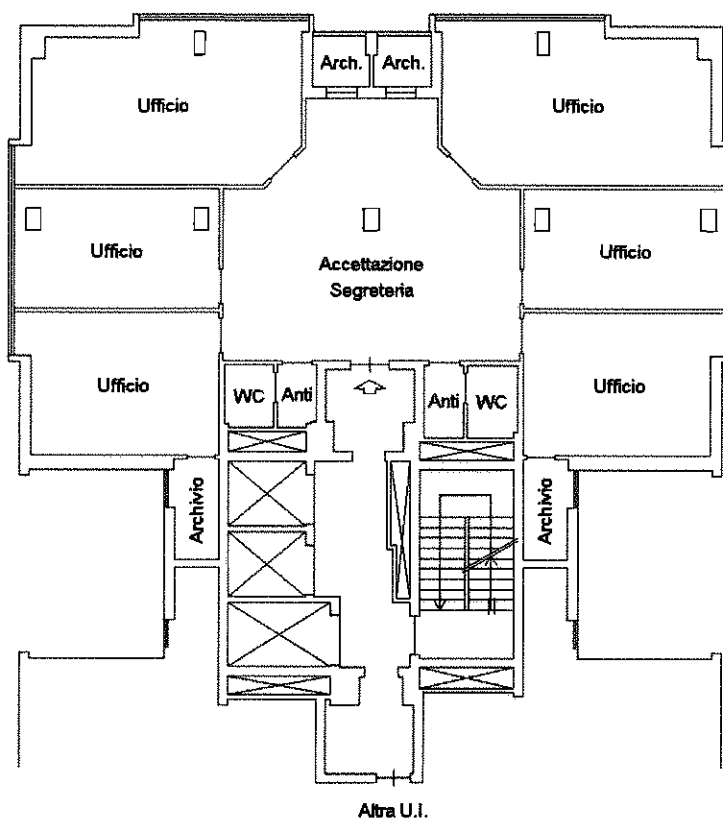 Arch.
Arch.
Ufficio
Ufficio
Ufficio
Ufficio
Accettazione
Segreteria
Ufficio
Ufficio
WC
Anti
Anti
WC
Archivio
Archivio
Altra U.I.